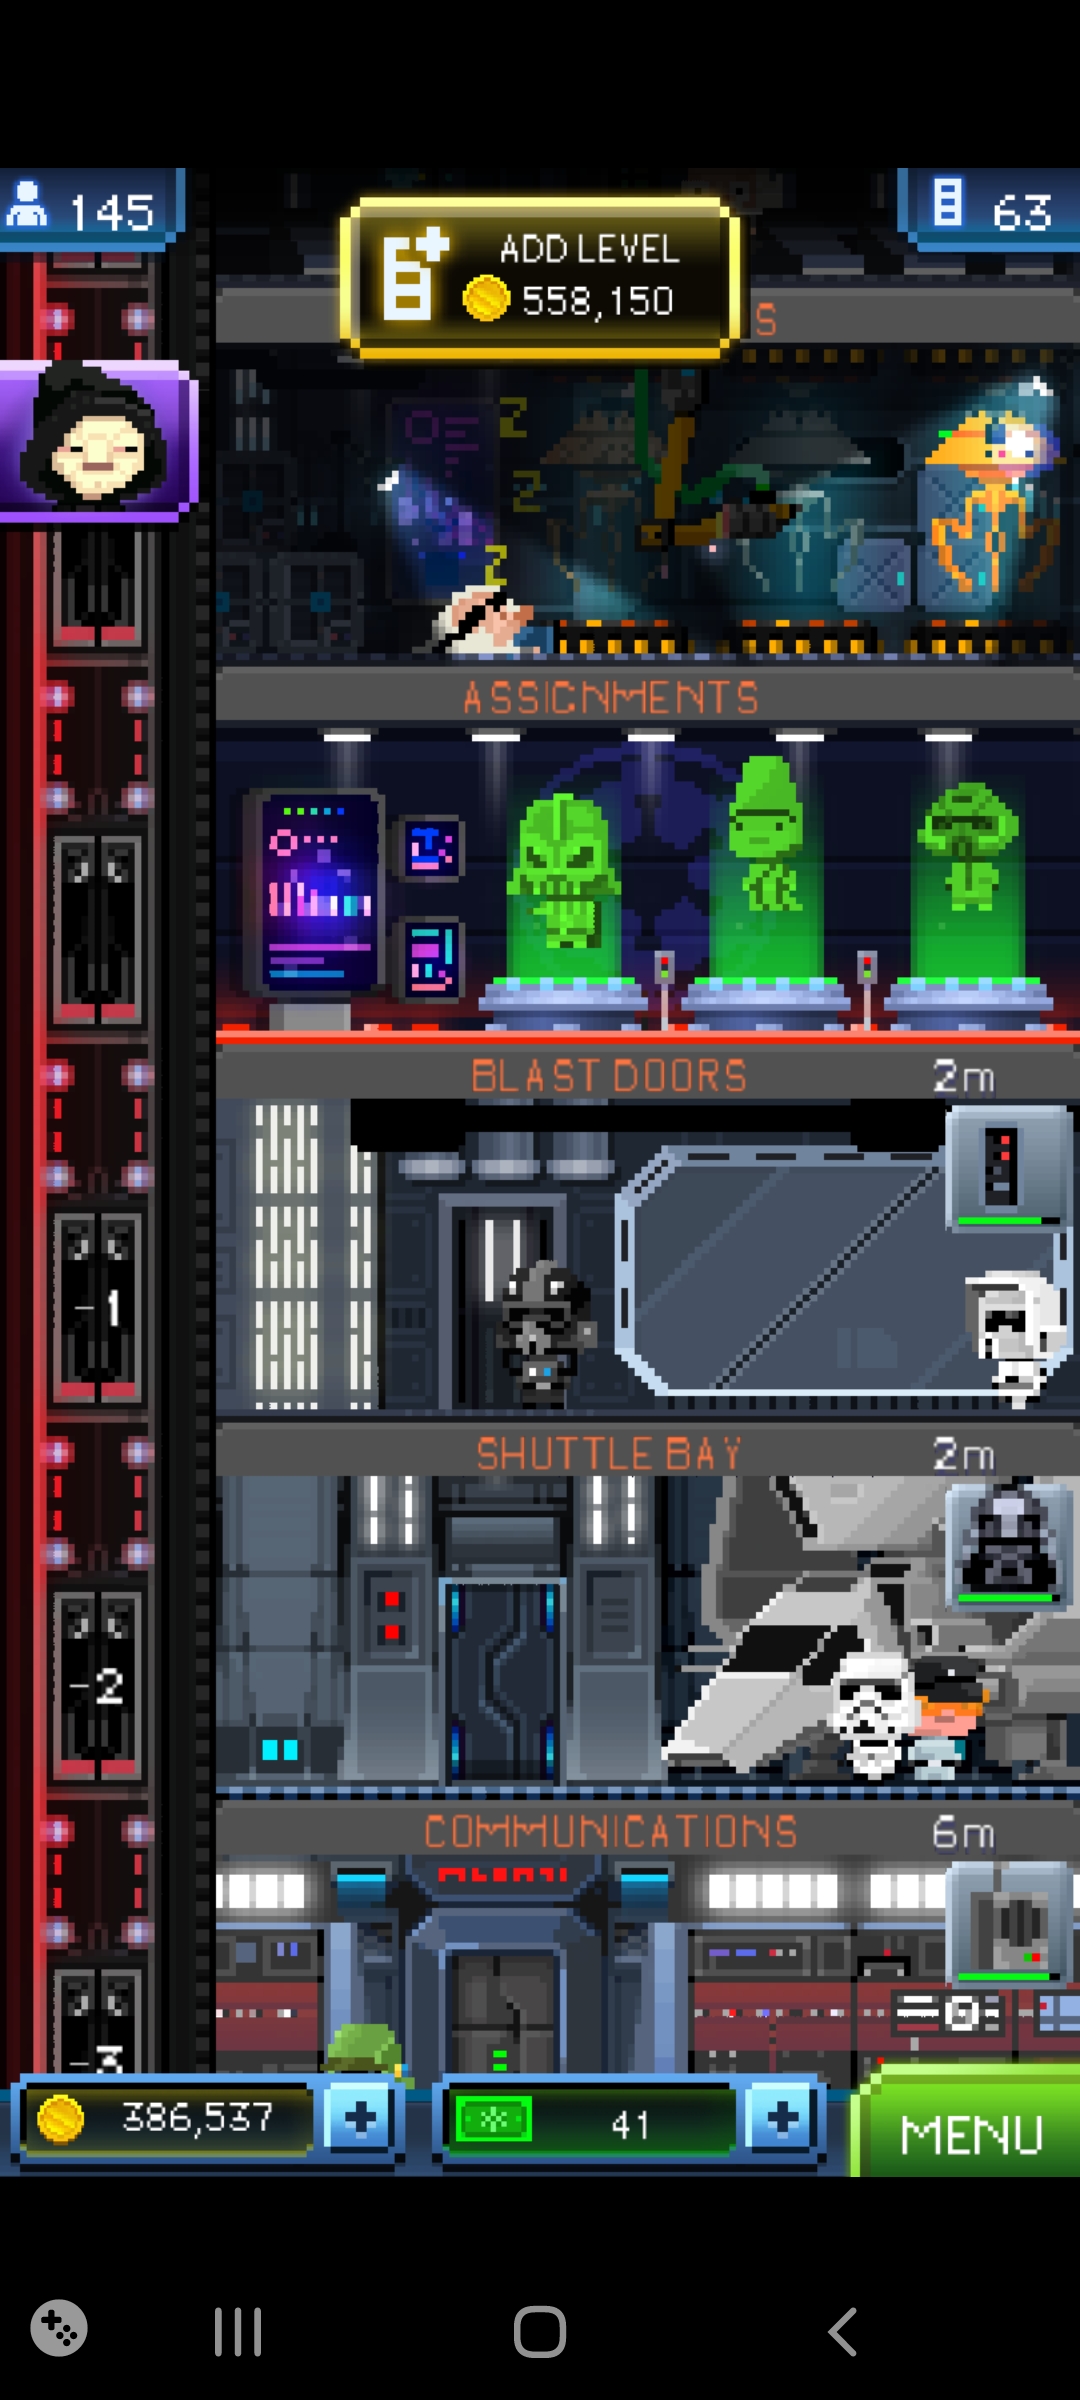 145
ADD LEVEL
558,150
63
S
Z
Z
Z
ASSIGNMENTS
BLAST DOORS 2m
-1
SHUTTLE BAY 2m
-2
COMMUNICATIONS 6m
-3
386,537
41
MENU